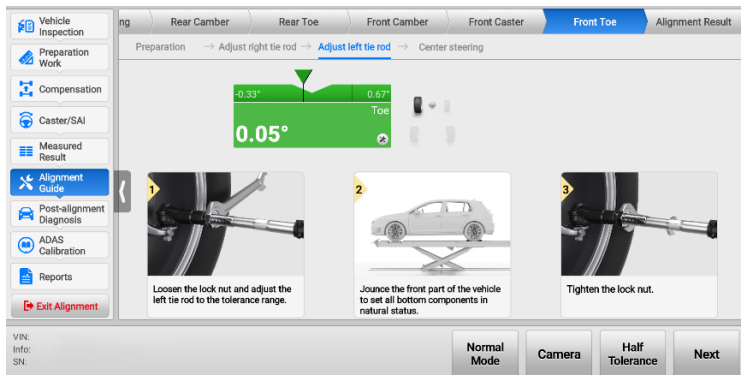 Vehicle
Inspection
Preparation
Work
Compensation
Caster/SAI
Measured
Result
Alignment
Guide
Post-alignment
Diagnosis
ADAS
Calibration
Reports
Exit Alignment
ng
Rear Camber
Rear Toe
Front Camber
Front Caster
Front Toe
Alignment Result
Preparation → Adjust right tie rod → Adjust left tie rod → Center steering
-0.33° 0.67°
Toe
0.05°
1
Loosen the lock nut and adjust the
left tie rod to the tolerance range.
2
Jounce the front part of the vehicle
to set all bottom components in
natural status.
3
Tighten the lock nut.
VIN:
Info:
SN:
Normal
Mode
Camera
Half
Tolerance
Next